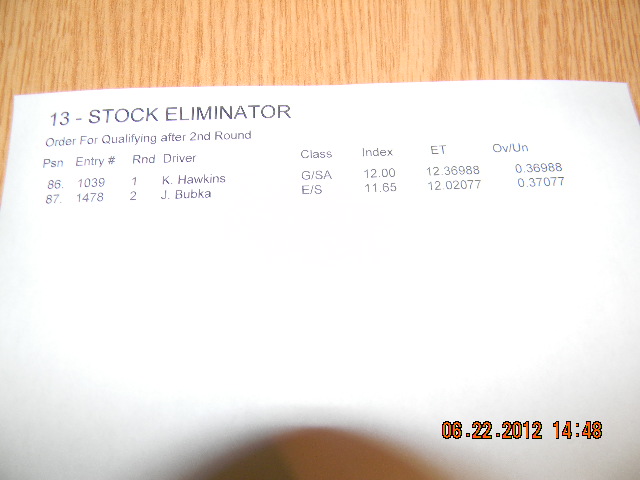 13 - STOCK ELIMINATOR
Order For Qualifying after 2nd Round
Psn Entry # Rnd Driver Class Index ET Ov/Un
86. 1039 1 K. Hawkins G/SA 12.00 12.36988 0.36988
87. 1478 2 J. Bubka E/S 11.65 12.02077 0.37077
06.22.2012 14:48